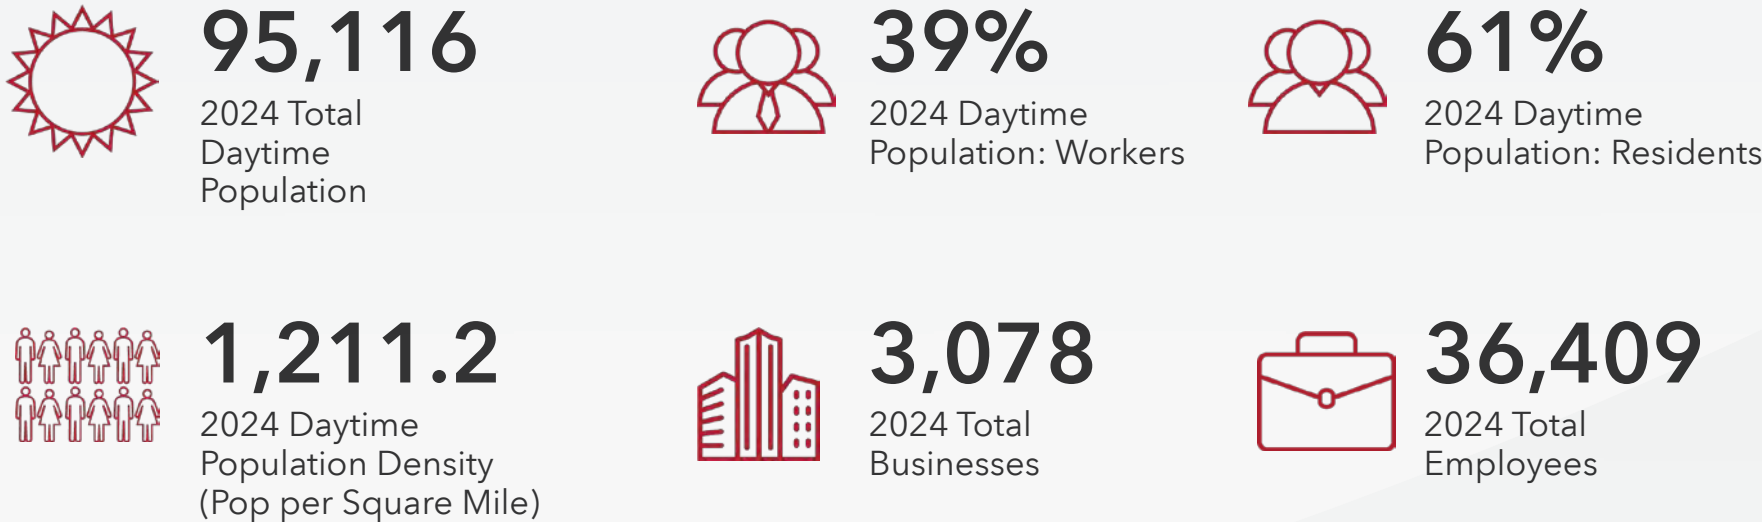 95,116
2024 Total
Daytime
Population
39%
2024 Daytime
Population: Workers
61%
2024 Daytime
Population: Residents
1,211.2
2024 Daytime
Population Density
(Pop per Square Mile)
3,078
2024 Total
Businesses
36,409
2024 Total
Employees